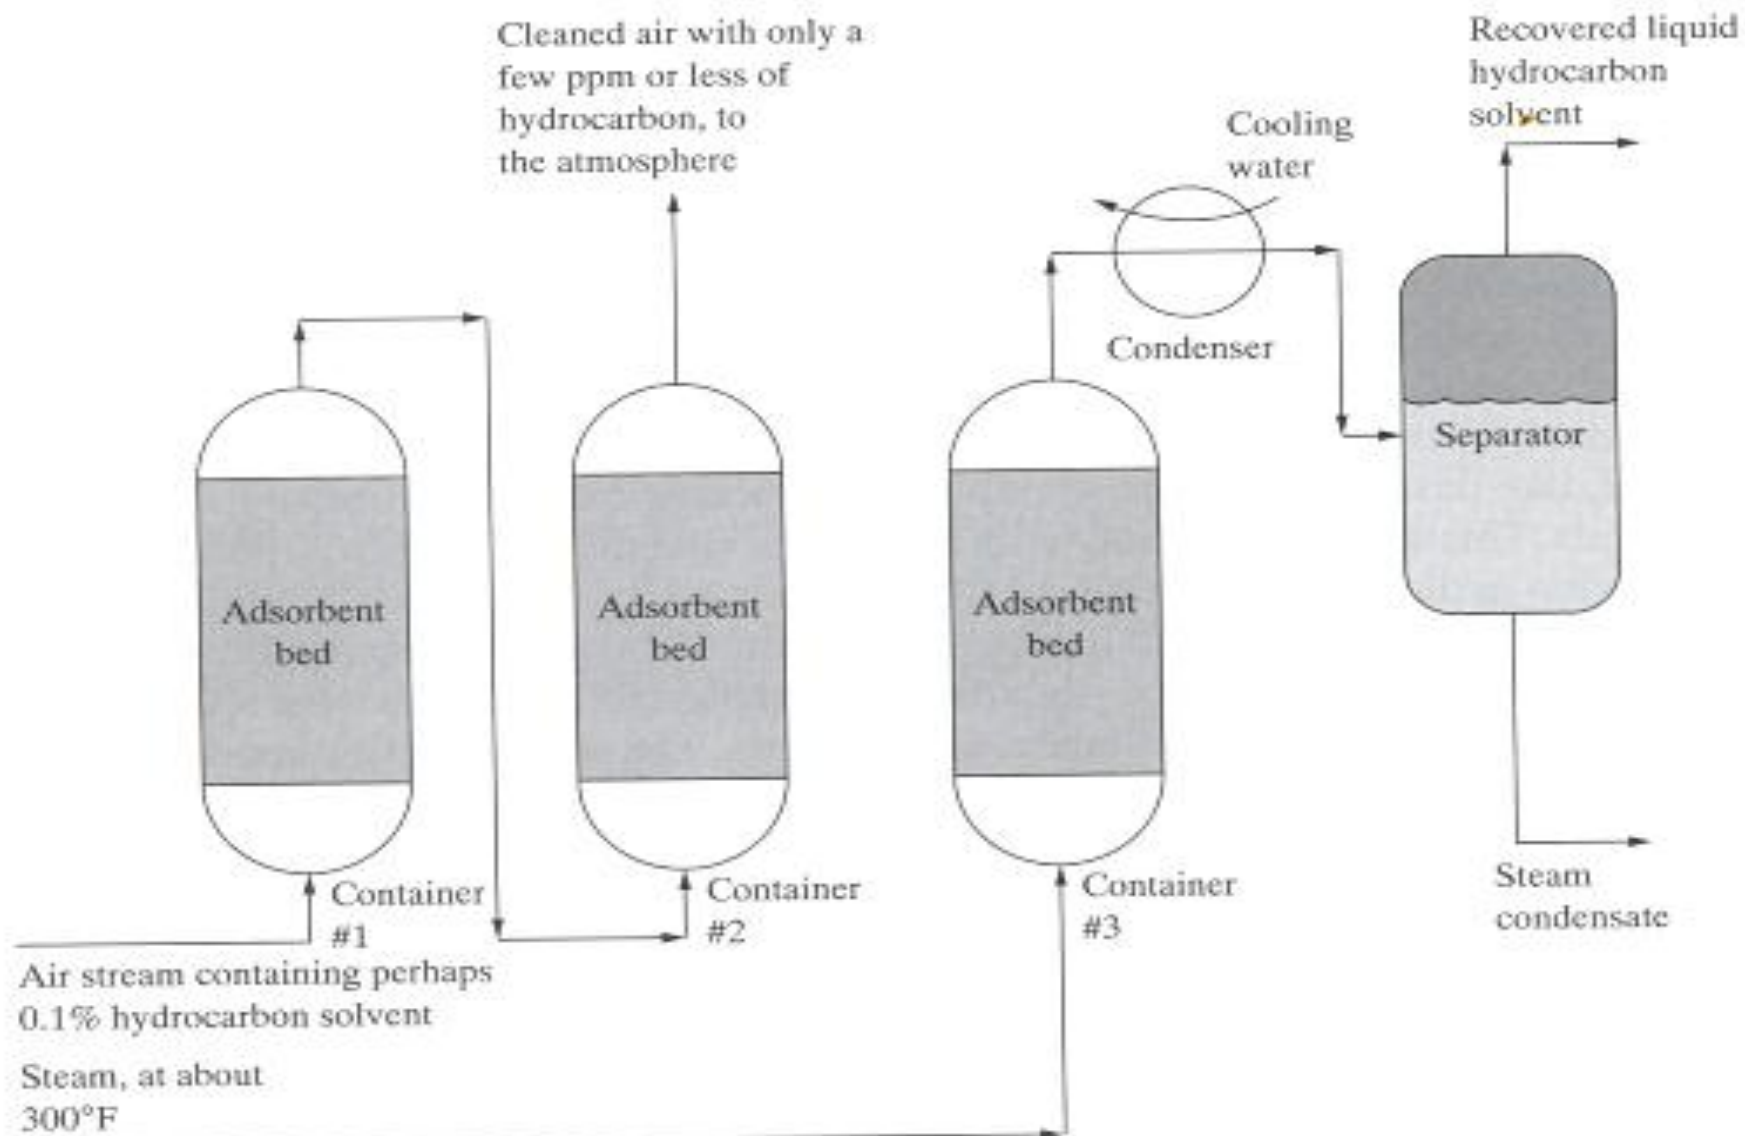 Cleaned air with only a
few ppm or less of
hydrocarbon, to
the atmosphere
Recovered liquid
hydrocarbon
solvent
Cooling
water
Condenser
Separator
Adsorbent
bed
Adsorbent
bed
Adsorbent
bed
Container
#1
Container
#2
Container
#3
Steam
condensate
Air stream containing perhaps
0.1% hydrocarbon solvent
Steam, at about
300°F